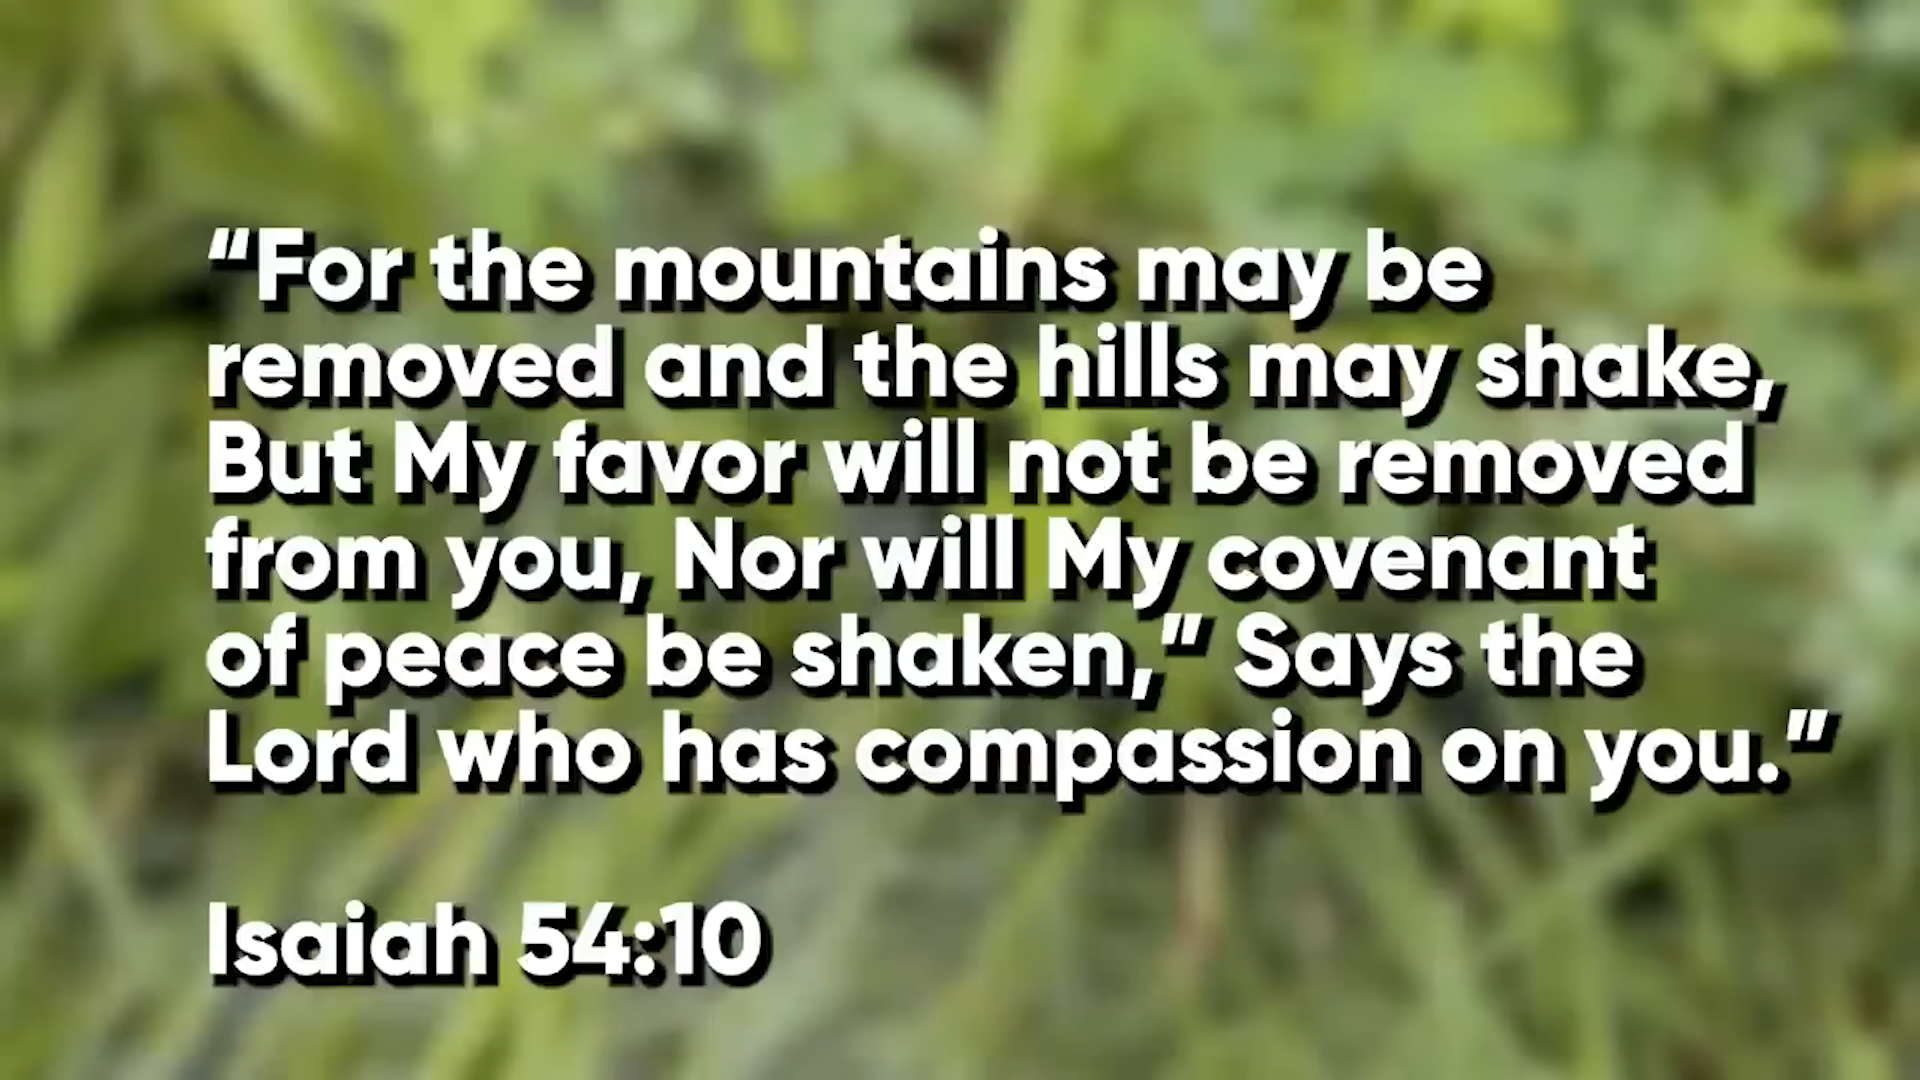 “For the mountains may be
removed and the hills may shake,
But My favor will not be removed
from you, Nor will My covenant
of peace be shaken,” Says the
Lord who has compassion on you.”
Isaiah 54:10